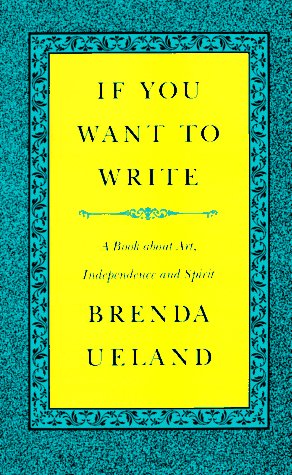 IF YOU
WANT TO
WRITE
A Book about Art,
Independence and Spirit
BRENDA
UELAND